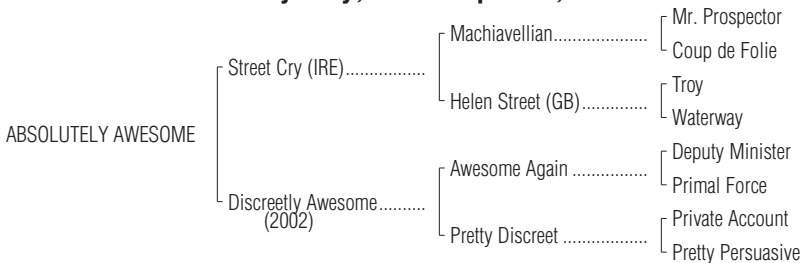 Mr. Prospector
Machiavellian....................
Coup de Folie
Street Cry (IRE).................
Troy
Helen Street (GB)..............
Waterway
ABSOLUTELY AWESOME
Deputy Minister
Awesome Again ................
Primal Force
Discreetly Awesome..........
(2002)
Private Account
Pretty Discreet ..................
Pretty Persuasive